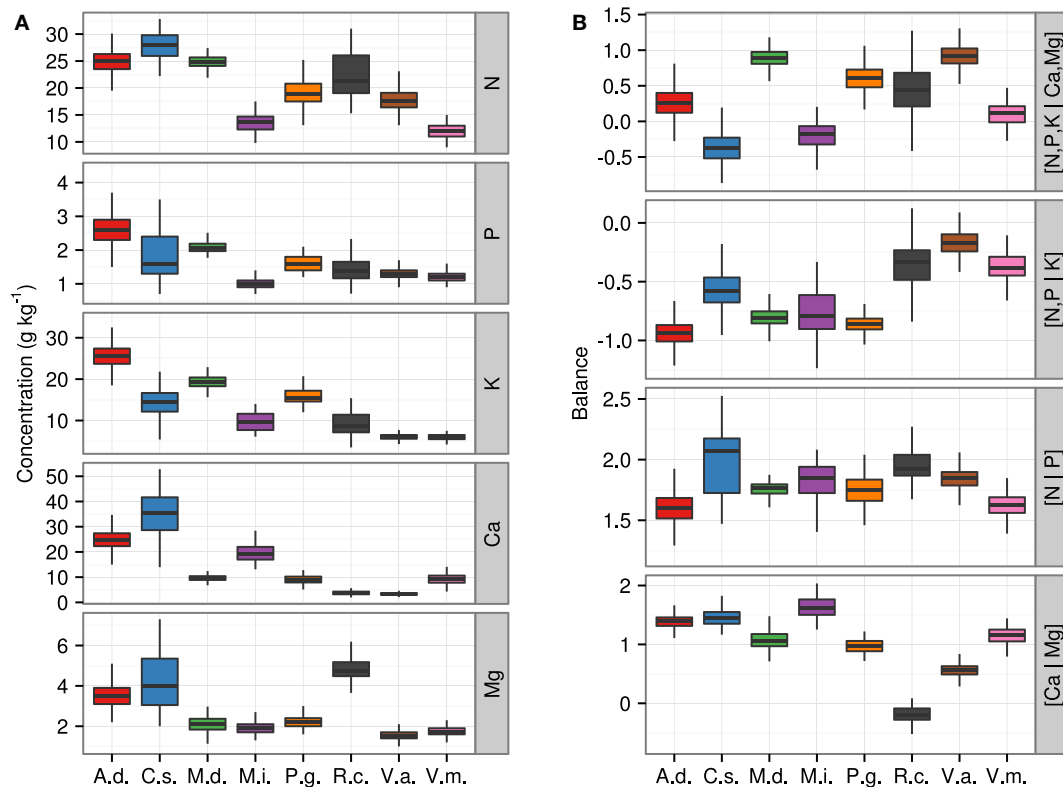 A
Concentration (g kg⁻¹)
30
25
20
15
10
N
4
3
2
1
P
30
20
10
K
50
40
30
20
10
0
Ca
6
4
2
Mg
A.d. C.s. M.d. M.i. P.g. R.c. V.a. V.m.
B
Balance
1.5
1.0
0.5
0.0
-0.5
[N,P,K | Ca,Mg]
0.0
-0.5
-1.0
[N,P | K]
2.5
2.0
1.5
[N | P]
2
1
0
[Ca | Mg]
A.d. C.s. M.d. M.i. P.g. R.c. V.a. V.m.